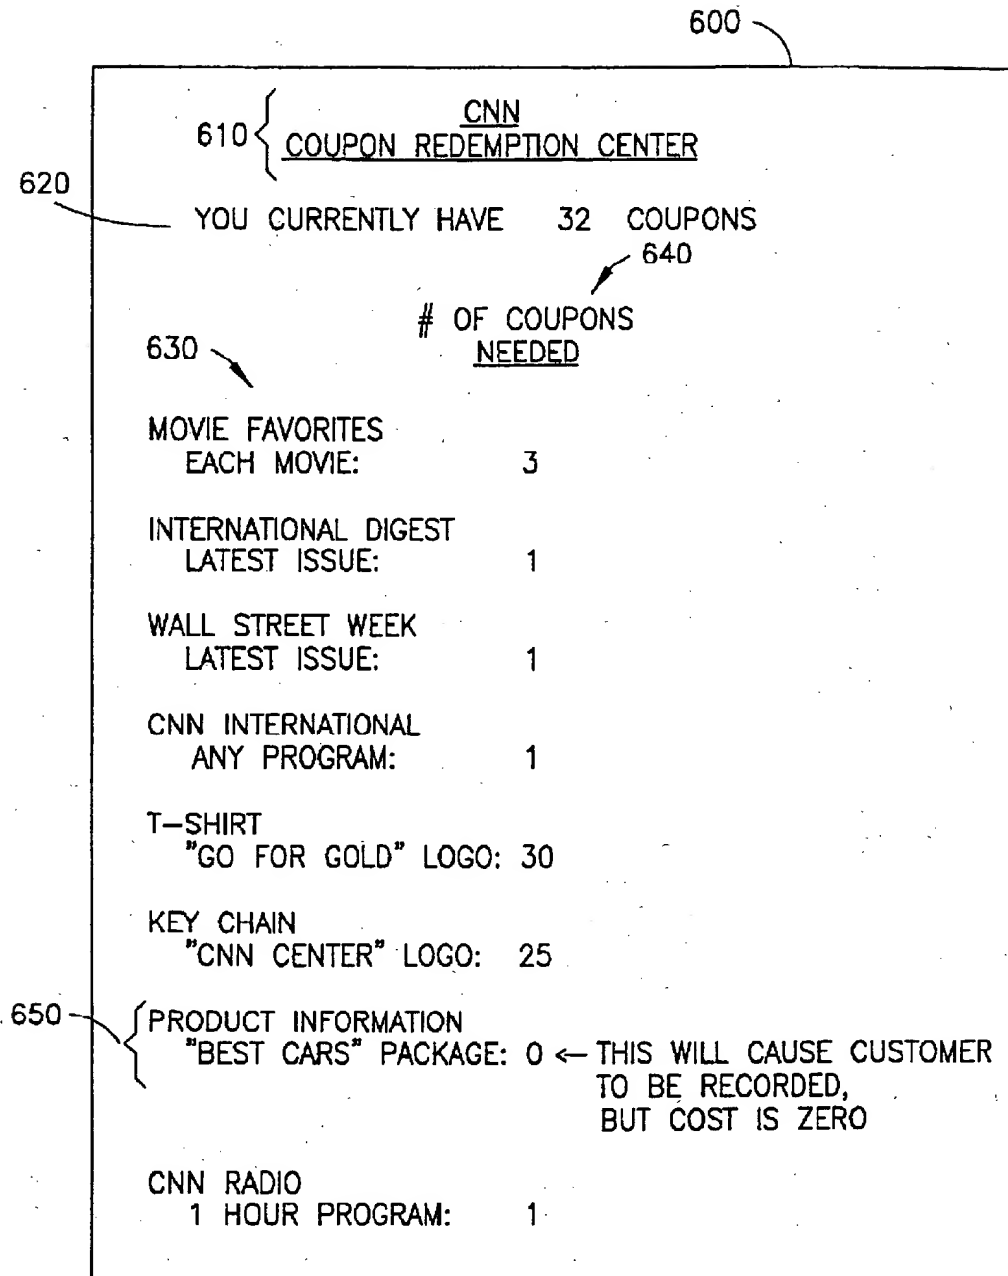 600
CNN
610 COUPON REDEMPTION CENTER
620
YOU CURRENTLY HAVE 32 COUPONS
640
# OF COUPONS
NEEDED
630
MOVIE FAVORITES
EACH MOVIE: 3
INTERNATIONAL DIGEST
LATEST ISSUE: 1
WALL STREET WEEK
LATEST ISSUE: 1
CNN INTERNATIONAL
ANY PROGRAM: 1
T-SHIRT
"GO FOR GOLD" LOGO: 30
KEY CHAIN
"CNN CENTER" LOGO: 25
650 PRODUCT INFORMATION
"BEST CARS" PACKAGE: 0 ← THIS WILL CAUSE CUSTOMER
TO BE RECORDED,
BUT COST IS ZERO
CNN RADIO
1 HOUR PROGRAM: 1